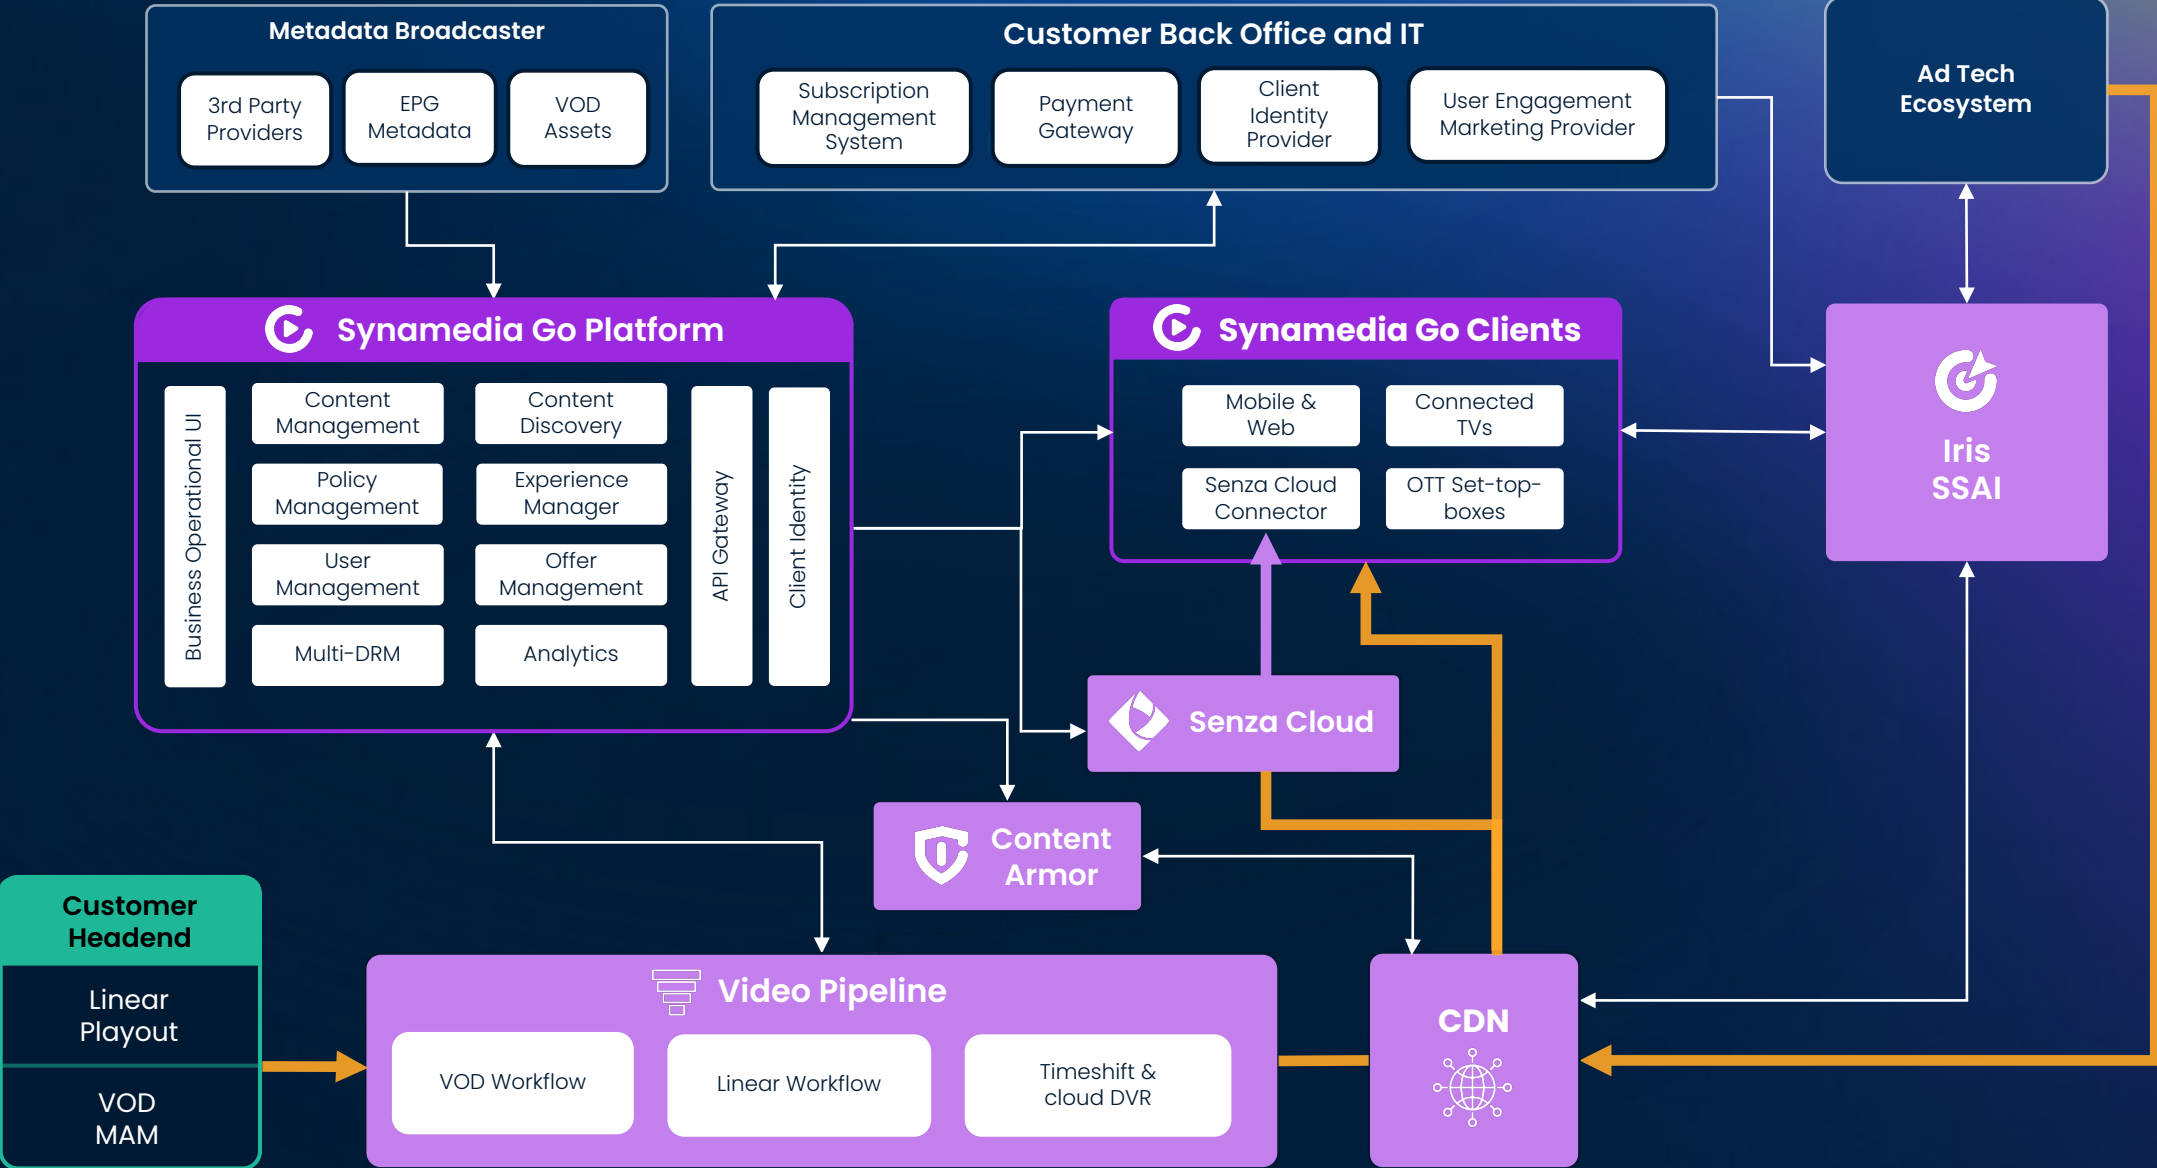 Metadata Broadcaster
3rd Party
Providers
EPG
Metadata
VOD
Assets
Customer Back Office and IT
Subscription
Management
System
Payment
Gateway
Client
Identity
Provider
User Engagement
Marketing Provider
Ad Tech
Ecosystem
Synamedia Go Platform
Business Operational UI
Content
Management
Content
Discovery
Policy
Management
Experience
Manager
User
Management
Offer
Management
Multi-DRM
Analytics
API Gateway
Client Identity
Synamedia Go Clients
Mobile &
Web
Connected
TVs
Senza Cloud
Connector
OTT Set-top-
boxes
Iris
SSAI
Senza Cloud
Content
Armor
Customer
Headend
Linear
Playout
VOD
MAM
Video Pipeline
VOD Workflow
Linear Workflow
Timeshift &
cloud DVR
CDN